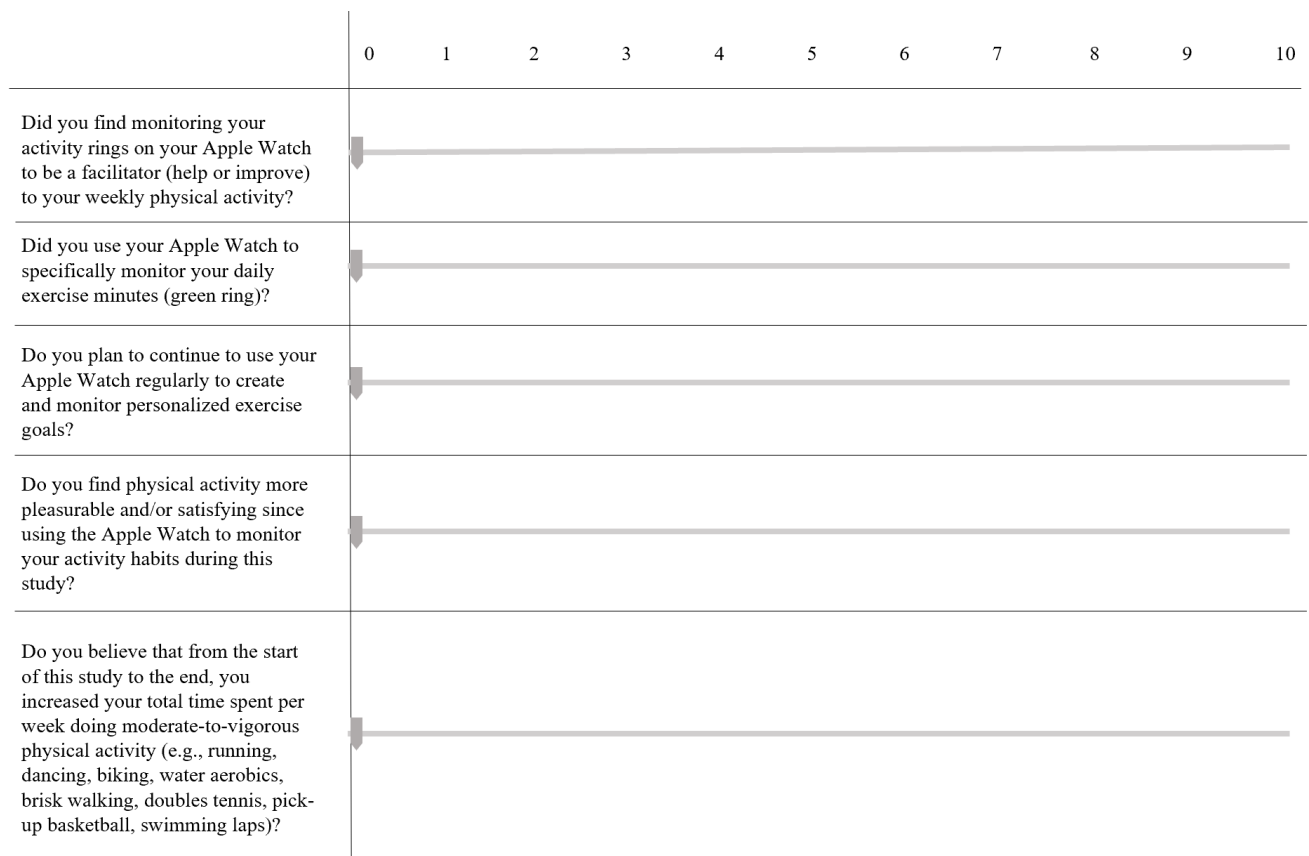 0 1 2 3 4 5 6 7 8 9 10
Did you find monitoring your
activity rings on your Apple Watch
to be a facilitator (help or improve)
to your weekly physical activity?
Did you use your Apple Watch to
specifically monitor your daily
exercise minutes (green ring)?
Do you plan to continue to use your
Apple Watch regularly to create
and monitor personalized exercise
goals?
Do you find physical activity more
pleasurable and/or satisfying since
using the Apple Watch to monitor
your activity habits during this
study?
Do you believe that from the start
of this study to the end, you
increased your total time spent per
week doing moderate-to-vigorous
physical activity (e.g., running,
dancing, biking, water aerobics,
brisk walking, doubles tennis, pick-
up basketball, swimming laps)?